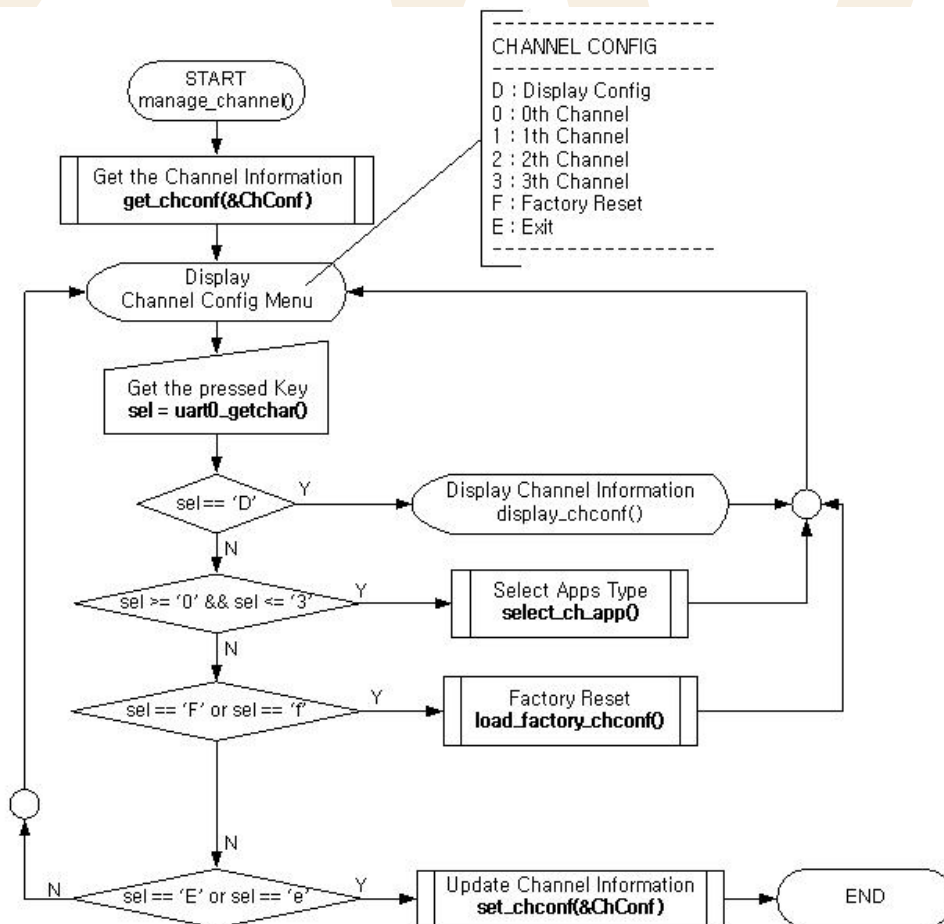 START
manage_channel()
Get the Channel Information
get_chconf(&ChConf)
Display
Channel Config Menu
CHANNEL CONFIG
D : Display Config
0 : 0th Channel
1 : 1th Channel
2 : 2th Channel
3 : 3th Channel
F : Factory Reset
E : Exit
Get the pressed Key
sel = uart0_getchar()
sel == 'D'
Y
Display Channel Information
display_chconf()
N
sel >= '0' && sel <= '3'
Y
Select Apps Type
select_ch_app()
N
sel == 'F' or sel == 'f'
Y
Factory Reset
load_factory_chconf()
N
N
sel == 'E' or sel == 'e'
Y
Update Channel Information
set_chconf(&ChConf)
END